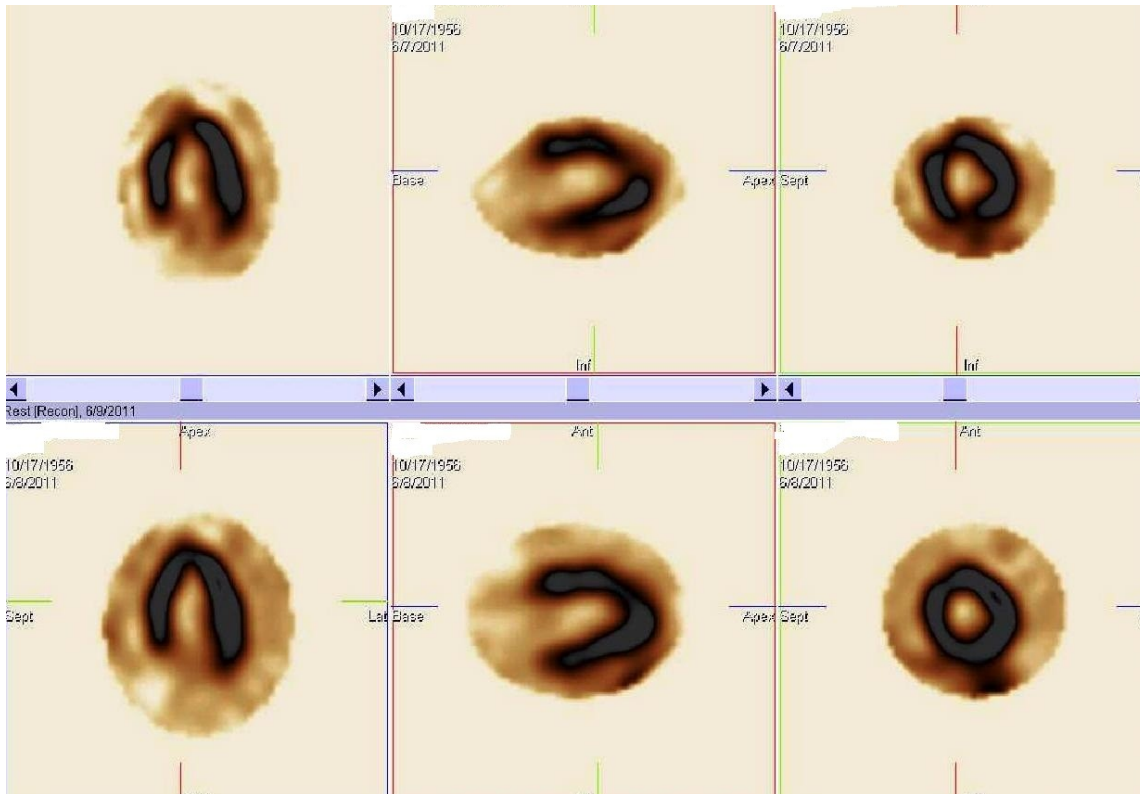 10/17/1956
6/7/2011
10/17/1956
6/7/2011
Base
Apex
Sept
Inf
Inf
Rest [Recon], 6/9/2011
Apex
Ant
Ant
10/17/1956
6/8/2011
10/17/1956
6/8/2011
10/17/1956
6/8/2011
Sept
Lat
Base
Apex
Sept